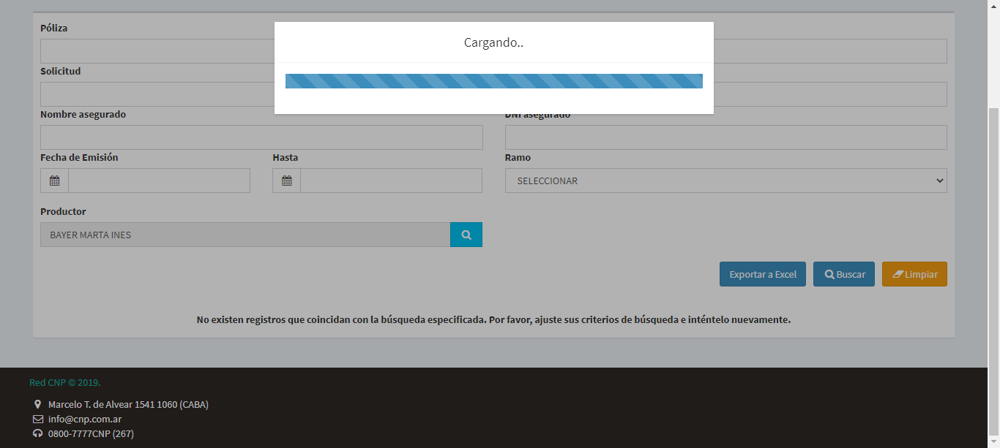 Póliza
Cargando..
Solicitud
Nombre asegurado
DNI asegurado
Fecha de Emisión
Hasta
Ramo
SELECCIONAR
Productor
BAYER MARTA INES
Exportar a Excel
Buscar
Limpiar
No existen registros que coincidan con la búsqueda especificada. Por favor, ajuste sus criterios de búsqueda e inténtelo nuevamente.
Red CNP © 2019.
Marcelo T. de Alvear 1541 1060 (CABA)
info@cnp.com.ar
0800-7777CNP (267)